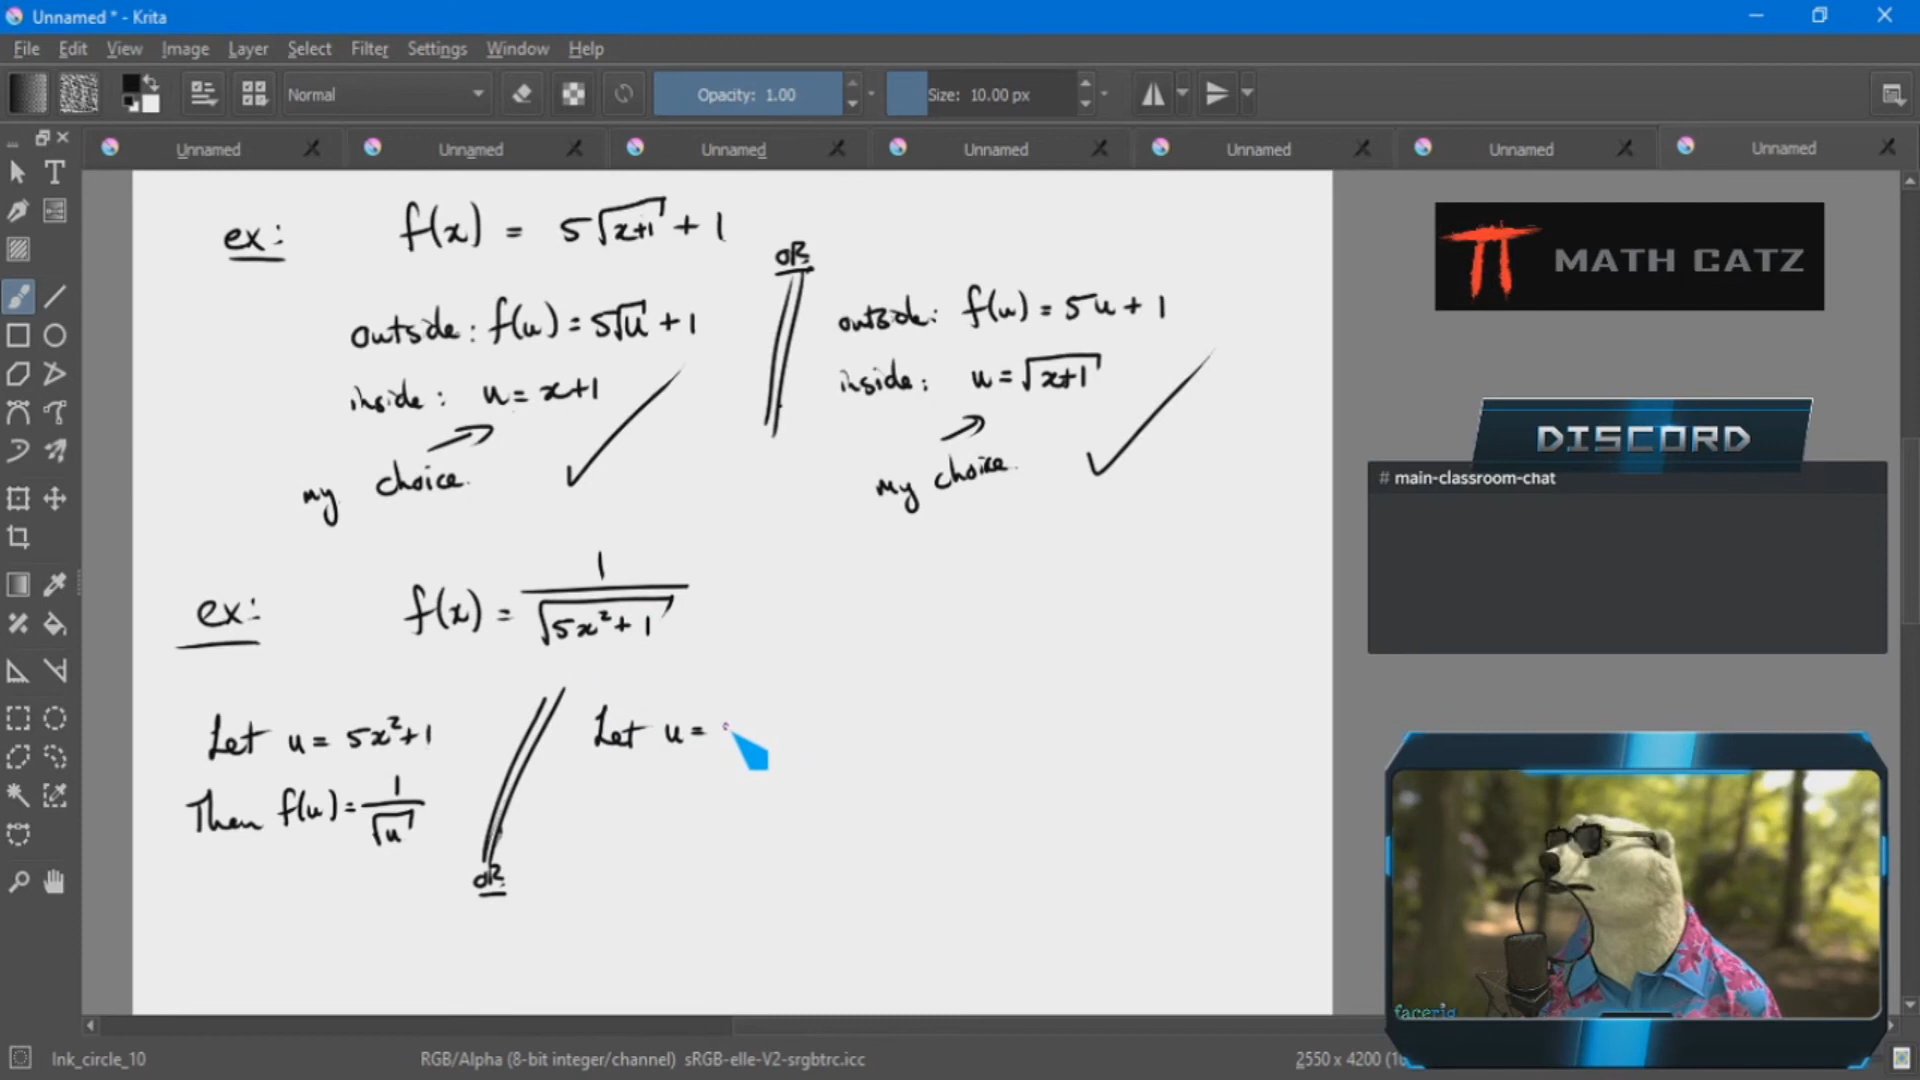 Unnamed * - Krita
File Edit View Image Layer Select Filter Settings Window Help
Normal Opacity: 1.00 Size: 10.00 px
Unnamed Unnamed Unnamed Unnamed Unnamed Unnamed Unnamed
ex: f(x) = 5√(x+1) + 1
OR
outside: f(u) = 5√u + 1
inside: u = x+1
my choice.
outside: f(u) = 5u + 1
inside: u = √(x+1)
my choice.
ex: f(x) = 1/√(5x²+1)
Let u = 5x²+1
Then f(u) = 1/√u
OR
Let u =
MATH CATZ
DISCORD
# main-classroom-chat
facerig
Ink_circle_10
RGB/Alpha (8-bit integer/channel) sRGB-elle-V2-srgbtrc.icc
2550 x 4200 (1